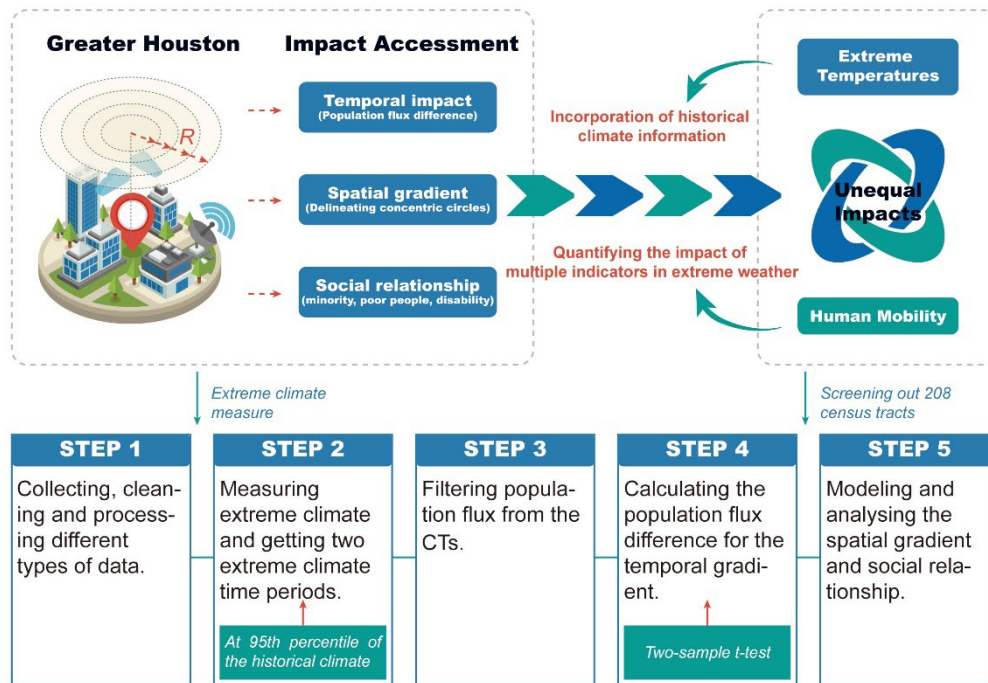 Greater Houston
Impact Accessment
R
Temporal impact
(Population flux difference)
Spatial gradient
(Delineating concentric circles)
Social relationship
(minority, poor people, disability)
Incorporation of historical
climate information
Quantifying the impact of
multiple indicators in extreme weather
Extreme
Temperatures
Unequal
Impacts
Human Mobility
Extreme climate
measure
Screening out 208
census tracts
STEP 1
Collecting, clean-
ing and process-
ing different
types of data.
STEP 2
Measuring
extreme climate
and getting two
extreme climate
time periods.
At 95th percentile of
the historical climate
STEP 3
Filtering popula-
tion flux from the
CTs.
STEP 4
Calculating the
population flux
difference for the
temporal gradi-
ent.
Two-sample t-test
STEP 5
Modeling and
analysing the
spatial gradient
and social rela-
tionship.